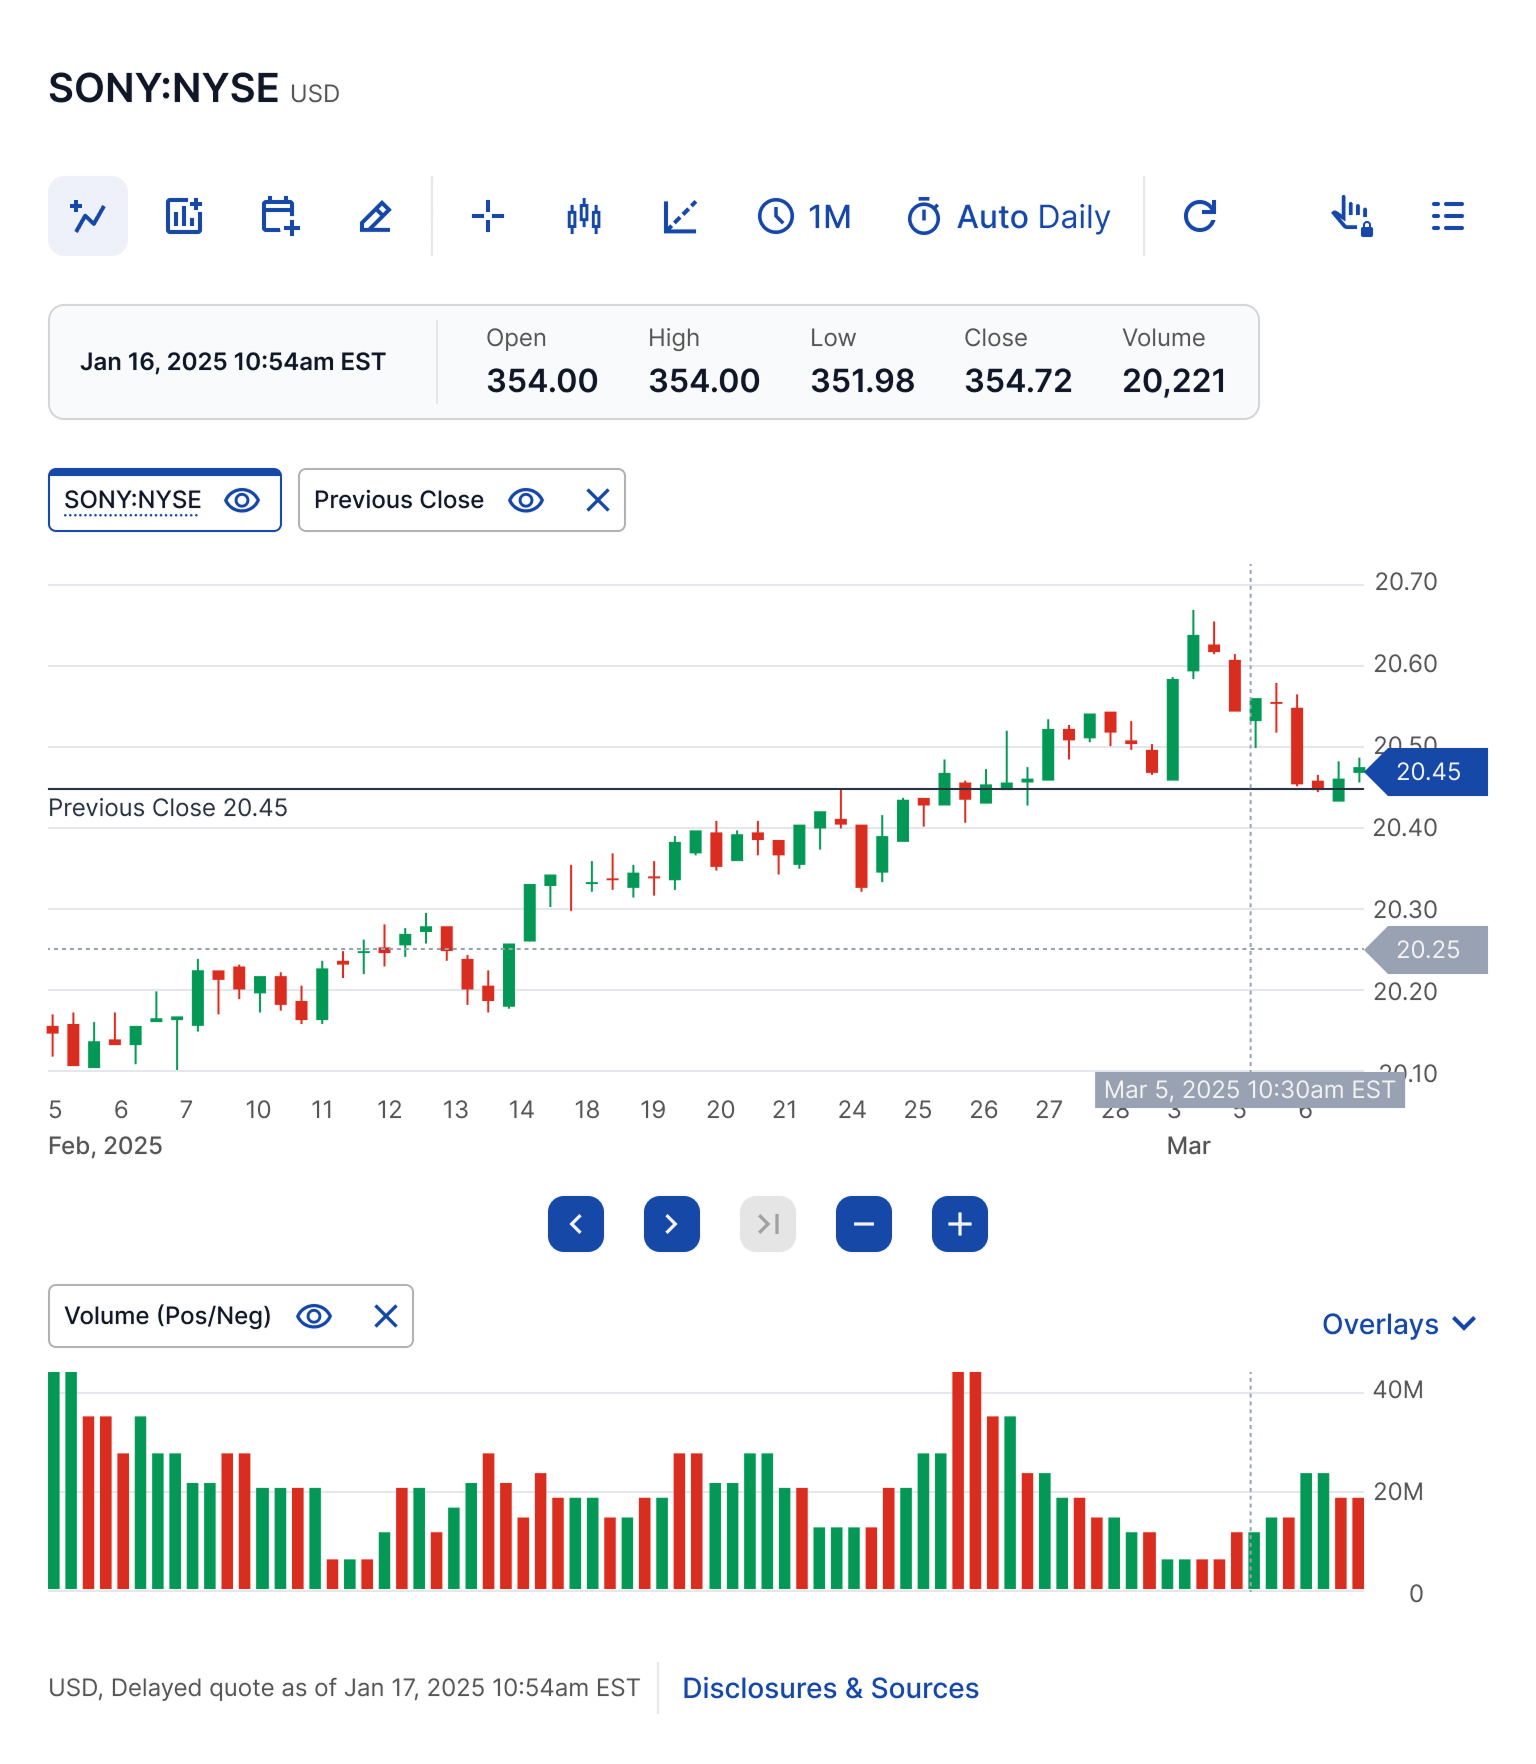 SONY:NYSE USD
1M Auto Daily
Jan 16, 2025 10:54am EST
Open High Low Close Volume
354.00 354.00 351.98 354.72 20,221
SONY:NYSE Previous Close
20.70
20.60
20.50
20.45
Previous Close 20.45
20.40
20.30
20.25
20.20
20.10
Mar 5, 2025 10:30am EST
5 6 7 10 11 12 13 14 18 19 20 21 24 25 26 27 28 3 5 6
Feb, 2025 Mar
Volume (Pos/Neg)
Overlays
40M
20M
0
USD, Delayed quote as of Jan 17, 2025 10:54am EST Disclosures & Sources